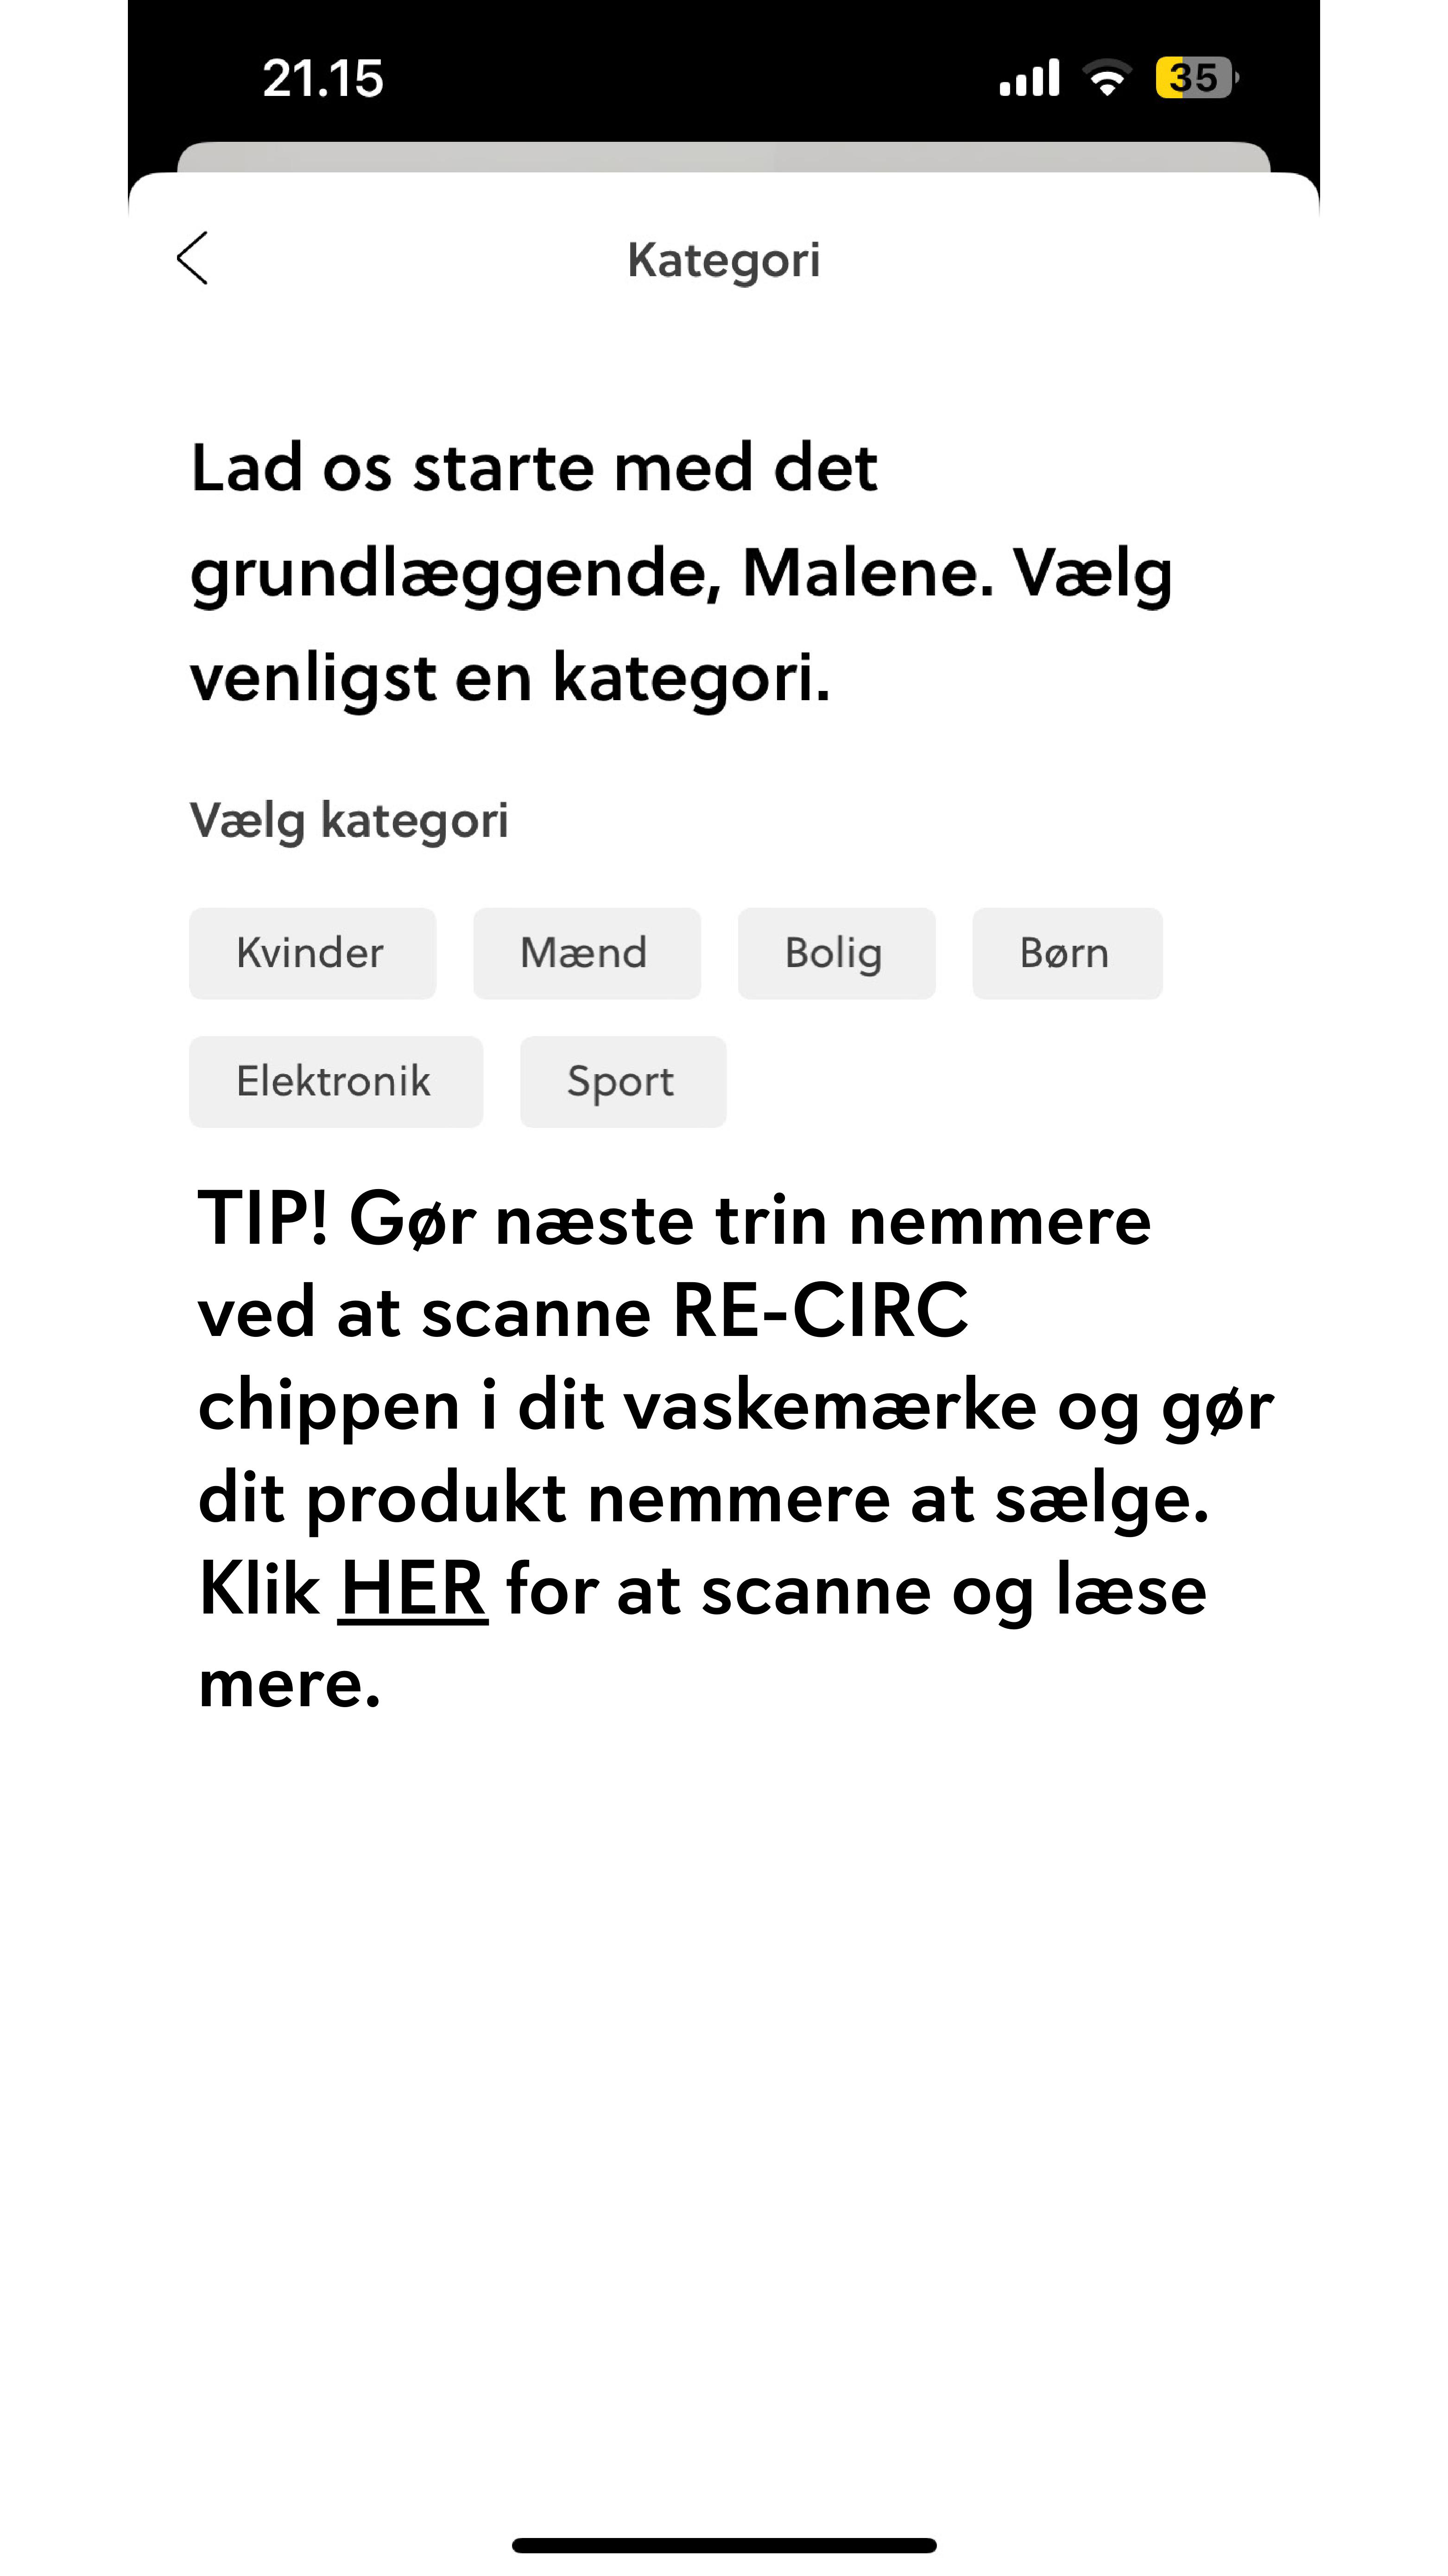 21.15
35
Kategori
Lad os starte med det
grundlæggende, Malene. Vælg
venligst en kategori.
Vælg kategori
Kvinder Mænd Bolig Børn
Elektronik Sport
TIP! Gør næste trin nemmere
ved at scanne RE-CIRC
chippen i dit vaskemærke og gør
dit produkt nemmere at sælge.
Klik HER for at scanne og læse
mere.